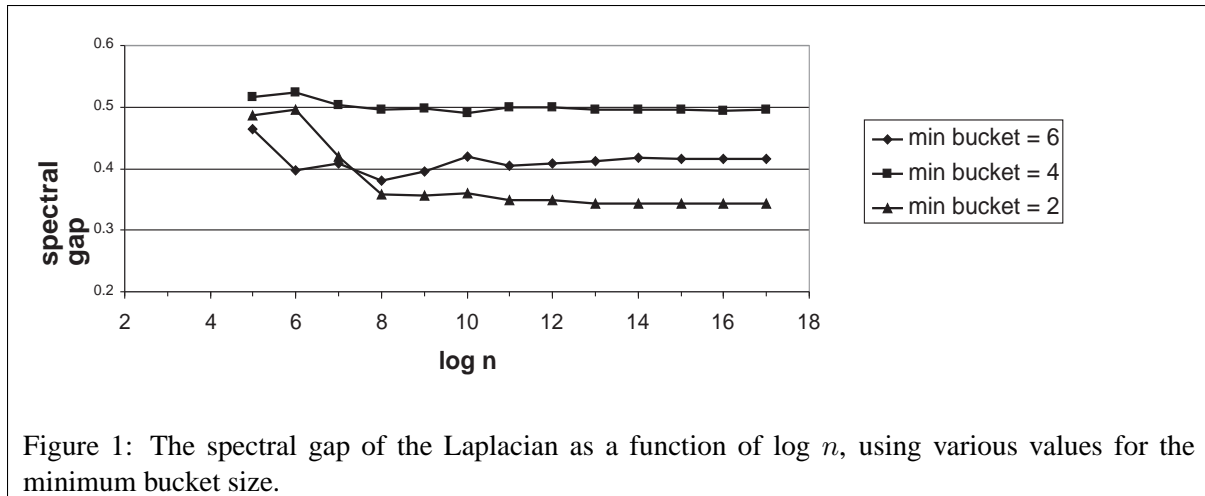 0.6
0.5
0.4
0.3
0.2
spectral
gap
2 4 6 8 10 12 14 16 18
log n
min bucket = 6
min bucket = 4
min bucket = 2
Figure 1: The spectral gap of the Laplacian as a function of log n, using various values for the
minimum bucket size.